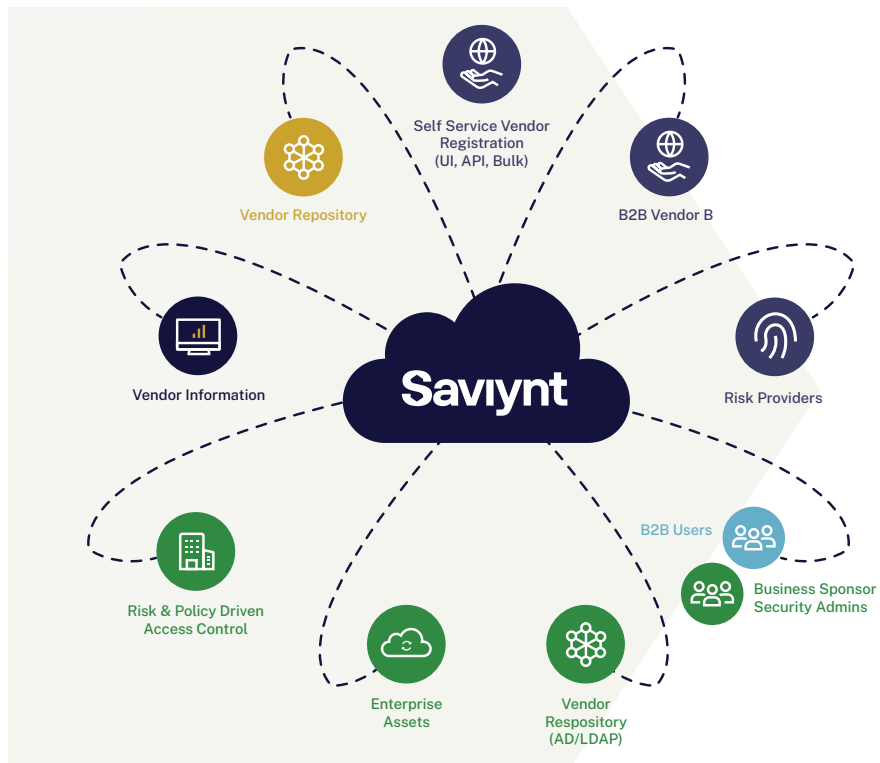 Self Service Vendor
Registration
(UI, API, Bulk)
Vendor Repository
B2B Vendor B
Vendor Information
Saviynt
Risk Providers
B2B Users
Business Sponsor
Security Admins
Risk & Policy Driven
Access Control
Enterprise
Assets
Vendor
Respository
(AD/LDAP)